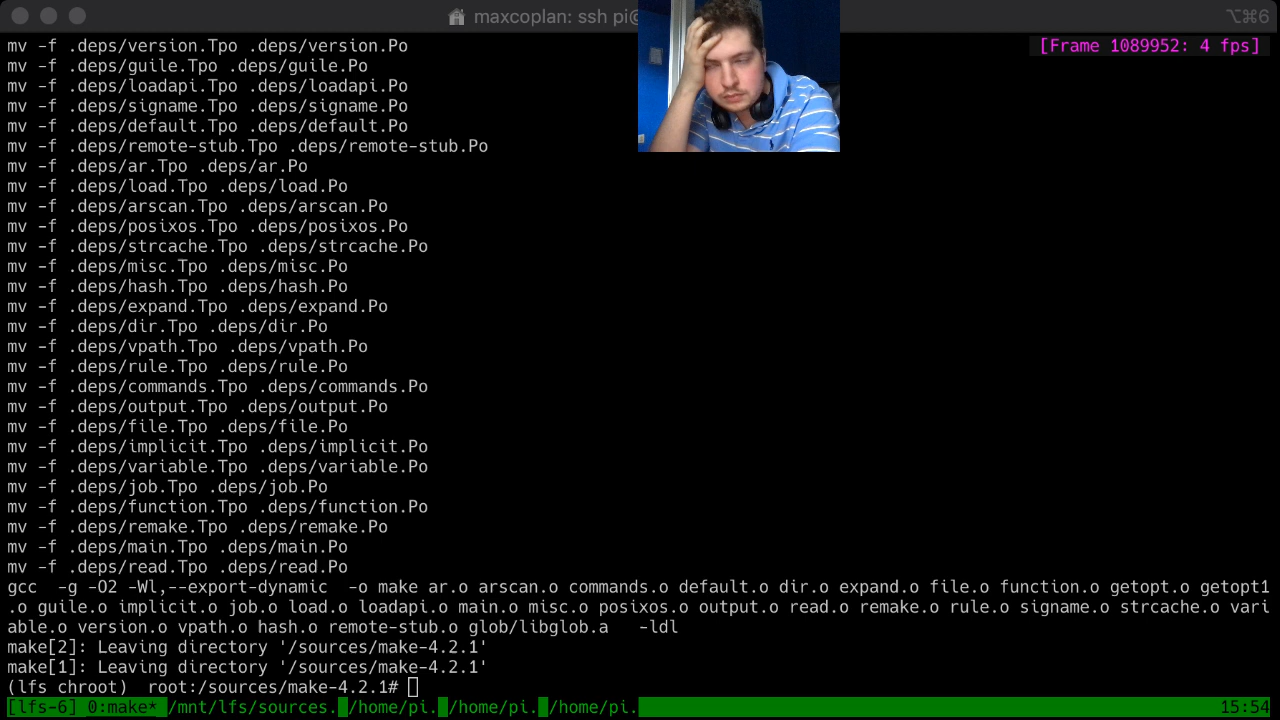 maxcoplan: ssh pi@
⌥⌘6
mv -f .deps/version.Tpo .deps/version.Po
[Frame 1089952: 4 fps]
mv -f .deps/guile.Tpo .deps/guile.Po
mv -f .deps/loadapi.Tpo .deps/loadapi.Po
mv -f .deps/signame.Tpo .deps/signame.Po
mv -f .deps/default.Tpo .deps/default.Po
mv -f .deps/remote-stub.Tpo .deps/remote-stub.Po
mv -f .deps/ar.Tpo .deps/ar.Po
mv -f .deps/load.Tpo .deps/load.Po
mv -f .deps/arscan.Tpo .deps/arscan.Po
mv -f .deps/posixos.Tpo .deps/posixos.Po
mv -f .deps/strcache.Tpo .deps/strcache.Po
mv -f .deps/misc.Tpo .deps/misc.Po
mv -f .deps/hash.Tpo .deps/hash.Po
mv -f .deps/expand.Tpo .deps/expand.Po
mv -f .deps/dir.Tpo .deps/dir.Po
mv -f .deps/vpath.Tpo .deps/vpath.Po
mv -f .deps/rule.Tpo .deps/rule.Po
mv -f .deps/commands.Tpo .deps/commands.Po
mv -f .deps/output.Tpo .deps/output.Po
mv -f .deps/file.Tpo .deps/file.Po
mv -f .deps/implicit.Tpo .deps/implicit.Po
mv -f .deps/variable.Tpo .deps/variable.Po
mv -f .deps/job.Tpo .deps/job.Po
mv -f .deps/function.Tpo .deps/function.Po
mv -f .deps/remake.Tpo .deps/remake.Po
mv -f .deps/main.Tpo .deps/main.Po
mv -f .deps/read.Tpo .deps/read.Po
gcc  -g -O2 -Wl,--export-dynamic  -o make ar.o arscan.o commands.o default.o dir.o expand.o file.o function.o getopt.o getopt1
.o guile.o implicit.o job.o load.o loadapi.o main.o misc.o posixos.o output.o read.o remake.o rule.o signame.o strcache.o vari
able.o version.o vpath.o hash.o remote-stub.o glob/libglob.a   -ldl
make[2]: Leaving directory '/sources/make-4.2.1'
make[1]: Leaving directory '/sources/make-4.2.1'
(lfs chroot)  root:/sources/make-4.2.1#
[lfs-6] 0:make* /mnt/lfs/sources. /home/pi. /home/pi. /home/pi. 15:54